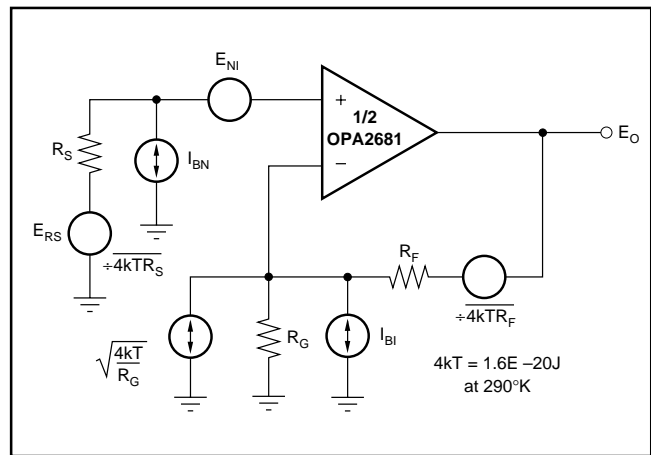 E_NI
+
1/2
OPA2681
−
E_O
R_S
I_BN
E_RS
÷4kTR_S
R_F
÷4kTR_F
√4kT
R_G
R_G
I_BI
4kT = 1.6E –20J
at 290°K